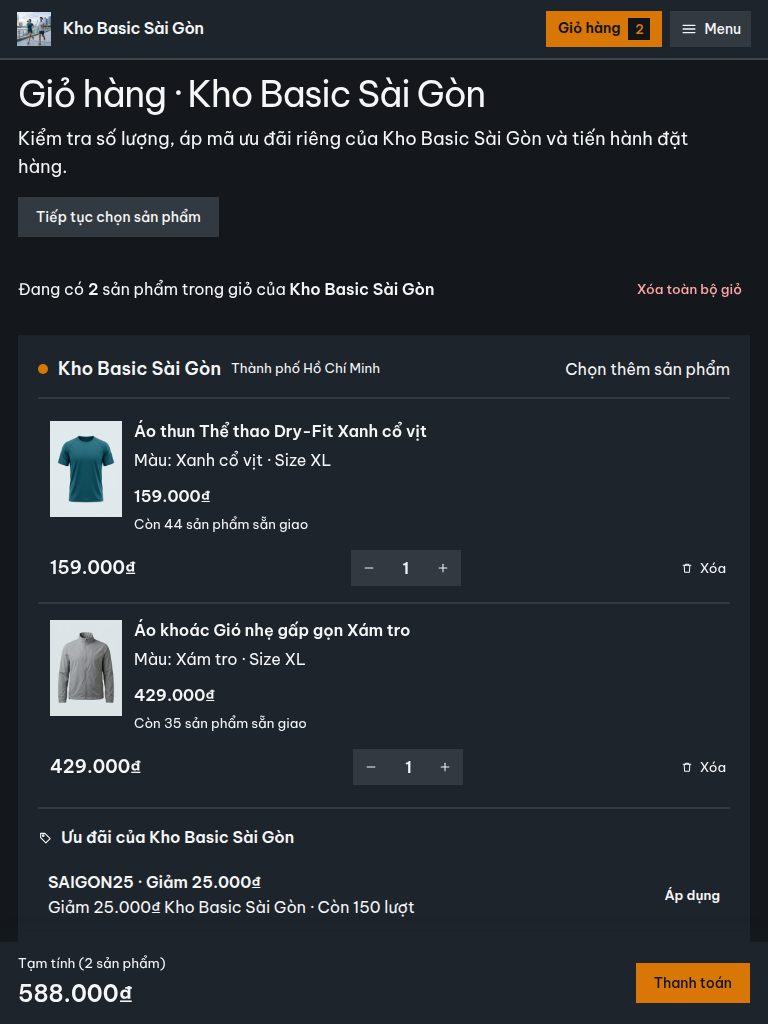 Kho Basic Sài Gòn
Giỏ hàng 2
Menu
Giỏ hàng · Kho Basic Sài Gòn
Kiểm tra số lượng, áp mã ưu đãi riêng của Kho Basic Sài Gòn và tiến hành đặt
hàng.
Tiếp tục chọn sản phẩm
Đang có 2 sản phẩm trong giỏ của Kho Basic Sài Gòn
Xóa toàn bộ giỏ
Kho Basic Sài Gòn Thành phố Hồ Chí Minh
Chọn thêm sản phẩm
Áo thun Thể thao Dry-Fit Xanh cổ vịt
Màu: Xanh cổ vịt · Size XL
159.000₫
Còn 44 sản phẩm sẵn giao
159.000₫
− 1 +
Xóa
Áo khoác Gió nhẹ gấp gọn Xám tro
Màu: Xám tro · Size XL
429.000₫
Còn 35 sản phẩm sẵn giao
429.000₫
− 1 +
Xóa
Ưu đãi của Kho Basic Sài Gòn
SAIGON25 · Giảm 25.000₫
Giảm 25.000₫ Kho Basic Sài Gòn · Còn 150 lượt
Áp dụng
Tạm tính (2 sản phẩm)
588.000₫
Thanh toán